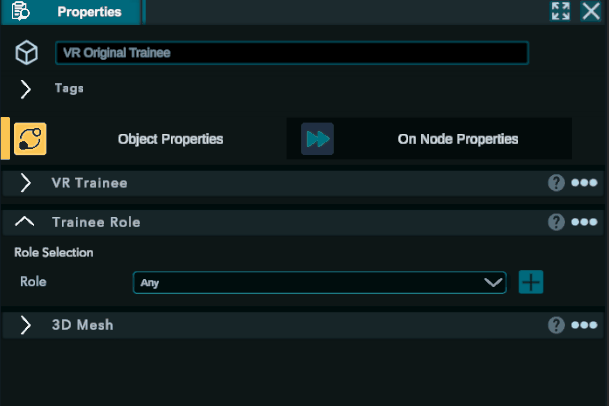 Properties
VR Original Trainee
Tags
Object Properties
On Node Properties
VR Trainee
?
Trainee Role
?
Role Selection
Role
Any
3D Mesh
?